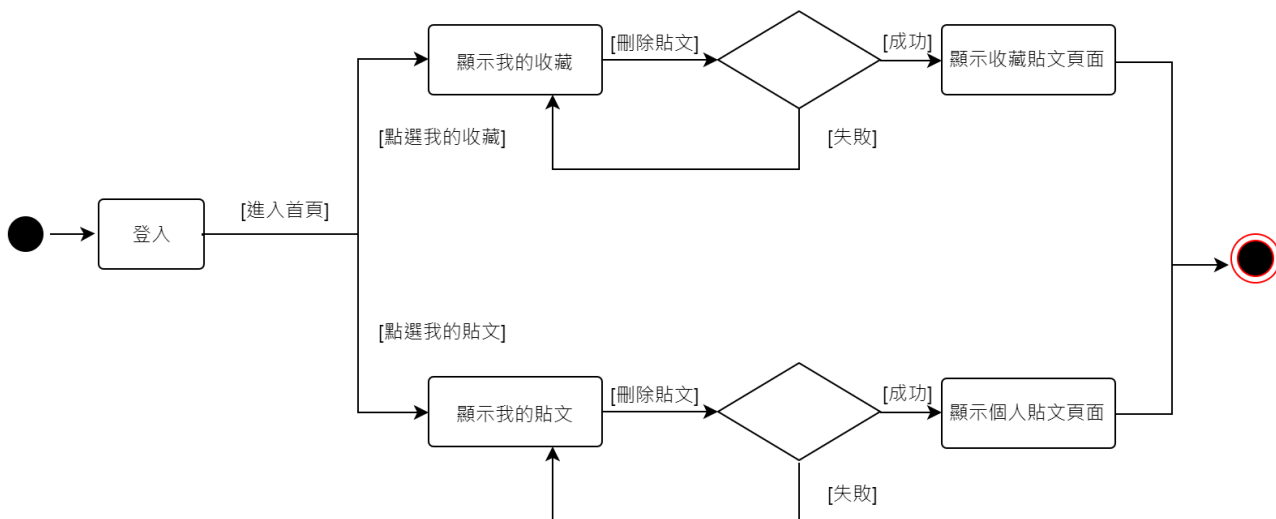 [刪除貼文]
[成功]
顯示我的收藏
顯示收藏貼文頁面
[點選我的收藏]
[失敗]
[進入首頁]
登入
[點選我的貼文]
[刪除貼文]
[成功]
顯示我的貼文
顯示個人貼文頁面
[失敗]